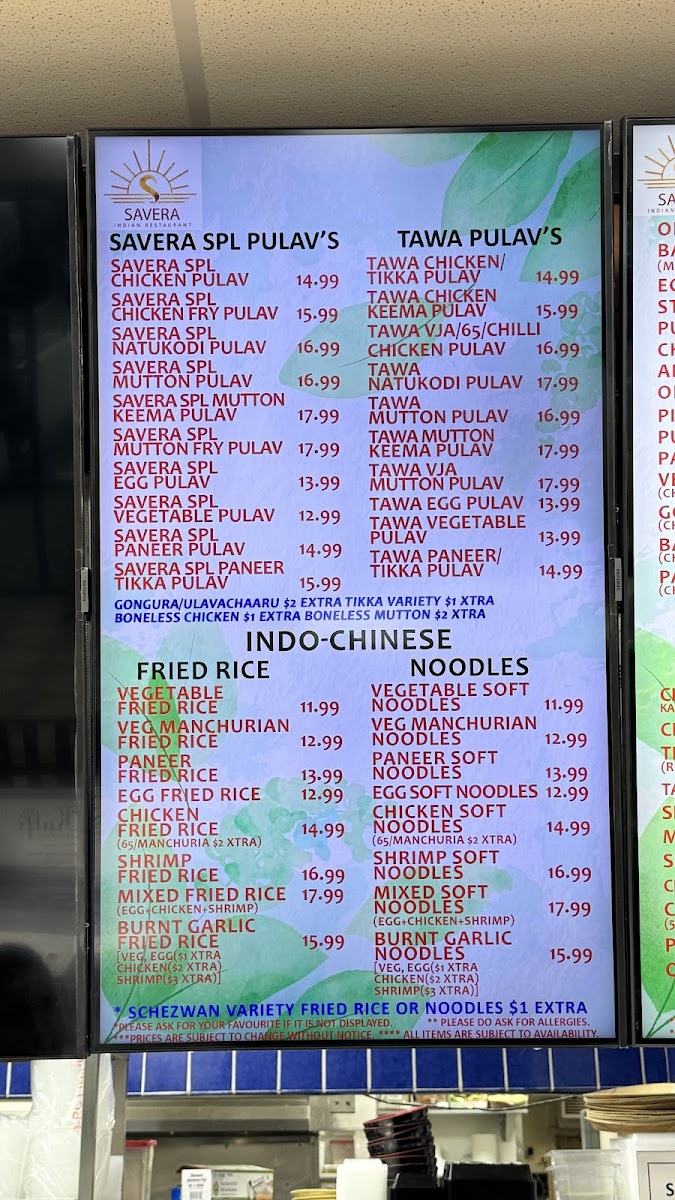 SAVERA
INDIAN RESTAURANT
SAVERA SPL PULAV'S
SAVERA SPL
CHICKEN PULAV 14.99
SAVERA SPL
CHICKEN FRY PULAV 15.99
SAVERA SPL
NATUKODI PULAV 16.99
SAVERA SPL
MUTTON PULAV 16.99
SAVERA SPL MUTTON
KEEMA PULAV 17.99
SAVERA SPL
MUTTON FRY PULAV 17.99
SAVERA SPL
EGG PULAV 13.99
SAVERA SPL
VEGETABLE PULAV 12.99
SAVERA SPL
PANEER PULAV 14.99
SAVERA SPL PANEER
TIKKA PULAV 15.99
TAWA PULAV'S
TAWA CHICKEN/
TIKKA PULAV 14.99
TAWA CHICKEN
KEEMA PULAV 15.99
TAWA VJA/65/CHILLI
CHICKEN PULAV 16.99
TAWA
NATUKODI PULAV 17.99
TAWA
MUTTON PULAV 16.99
TAWA MUTTON
KEEMA PULAV 17.99
TAWA VJA
MUTTON PULAV 17.99
TAWA EGG PULAV 13.99
TAWA VEGETABLE
PULAV 13.99
TAWA PANEER/
TIKKA PULAV 14.99
GONGURA/ULAVACHAARU $2 EXTRA TIKKA VARIETY $1 XTRA
BONELESS CHICKEN $1 EXTRA BONELESS MUTTON $2 XTRA
INDO-CHINESE
FRIED RICE
VEGETABLE
FRIED RICE 11.99
VEG MANCHURIAN
FRIED RICE 12.99
PANEER
FRIED RICE 13.99
EGG FRIED RICE 12.99
CHICKEN
FRIED RICE 14.99
(65/MANCHURIA $2 XTRA)
SHRIMP
FRIED RICE 16.99
MIXED FRIED RICE 17.99
(EGG+CHICKEN+SHRIMP)
BURNT GARLIC
FRIED RICE 15.99
[VEG, EGG($1 XTRA
CHICKEN($2 XTRA)
SHRIMP($3 XTRA)]
NOODLES
VEGETABLE SOFT
NOODLES 11.99
VEG MANCHURIAN
NOODLES 12.99
PANEER SOFT
NOODLES 13.99
EGG SOFT NOODLES 12.99
CHICKEN SOFT
NOODLES 14.99
(65/MANCHURIA $2 XTRA)
SHRIMP SOFT
NOODLES 16.99
MIXED SOFT
NOODLES 17.99
(EGG+CHICKEN+SHRIMP)
BURNT GARLIC
NOODLES 15.99
[VEG, EGG($1 XTRA
CHICKEN($2 XTRA)
SHRIMP($3 XTRA)]
* SCHEZWAN VARIETY FRIED RICE OR NOODLES $1 EXTRA
*PLEASE ASK FOR YOUR FAVOURITE IF IT IS NOT DISPLAYED. ** PLEASE DO ASK FOR ALLERGIES.
***PRICES ARE SUBJECT TO CHANGE WITHOUT NOTICE. **** ALL ITEMS ARE SUBJECT TO AVAILABILITY.